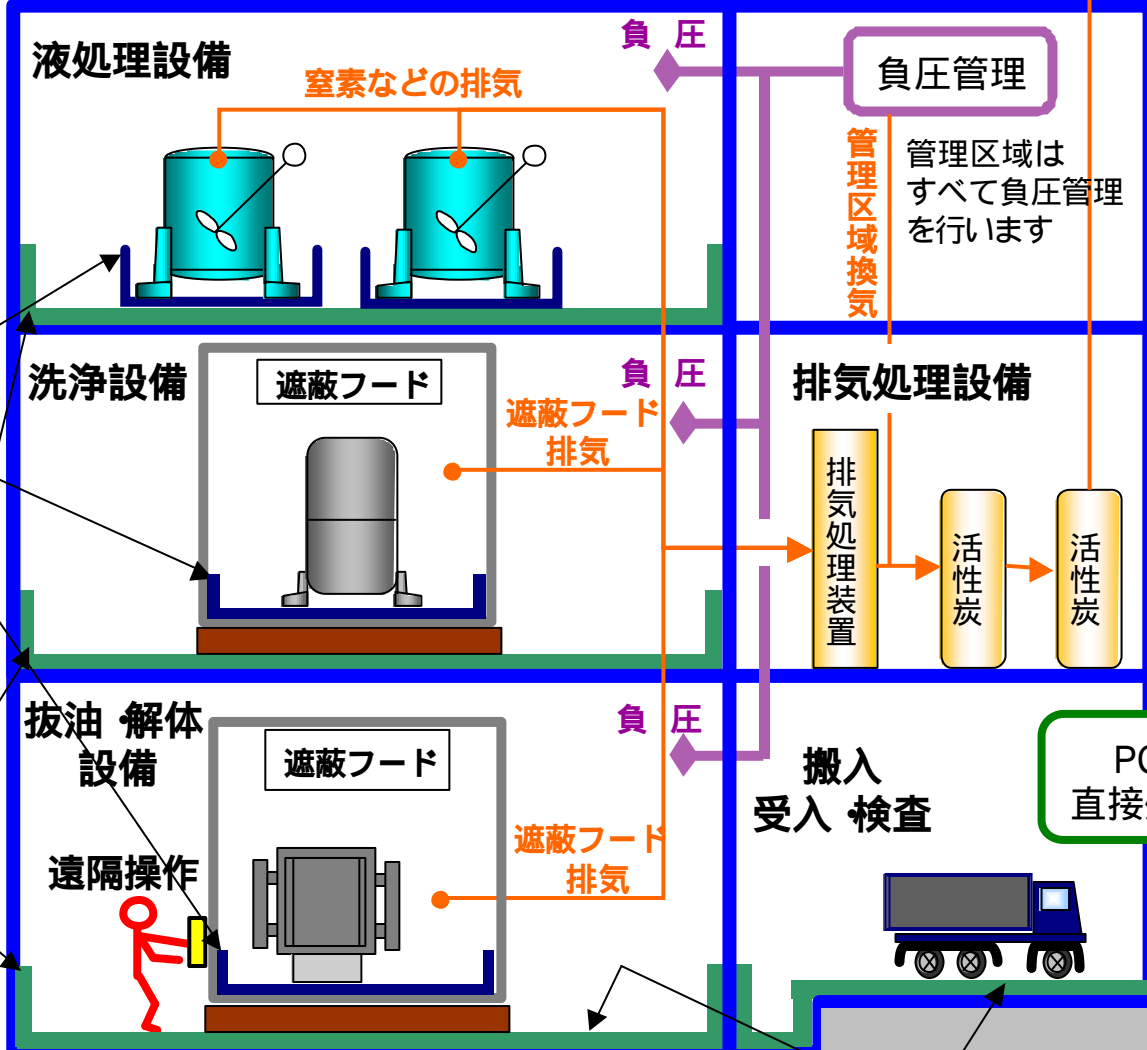 液処理設備
窒素などの排気
負圧
負圧管理
管理区域換気
管理区域は
すべて負圧管理
を行います
洗浄設備
遮蔽フード
負圧
遮蔽フード
排気
排気処理設備
排気処理装置
活性炭
活性炭
抜油・解体
設備
遮蔽フード
負圧
遮蔽フード
排気
遠隔操作
搬入
受入・検査
直接